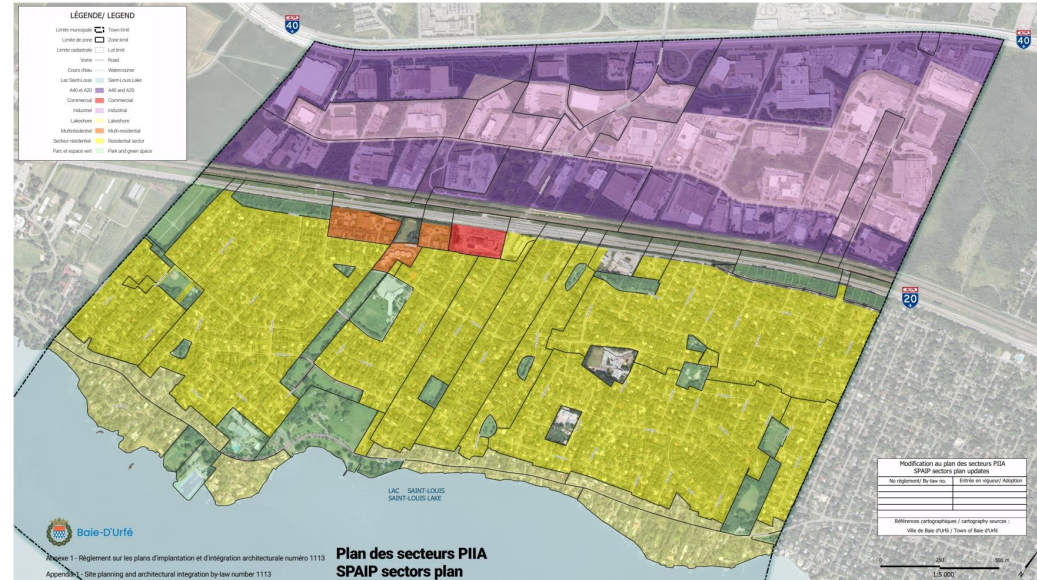 LÉGENDE/ LEGEND
Limite municipale Town limit
Limite de zone Zone limit
Limite cadastrale Lot limit
Voirie Road
Cours d'eau Watercourse
Lac Saint-Louis Saint-Louis Lake
A40 et A20 A40 and A20
Commercial Commercial
Industriel Industrial
Lakeshore Lakeshore
Multirésidentiel Multi-residential
Secteur résidentiel Residential sector
Parc et espace vert Park and green space
40
40
20
LAC SAINT-LOUIS
SAINT-LOUIS LAKE
Modification au plan des secteurs PIIA
SPAIP sectors plan updates
No règlement/ By-law no. Entrée en vigueur/ Adoption
Références cartographiques / cartography sources :
Ville de Baie d'Urfé / Town of Baie d'Urfé
0 250 500 m
1:5 000
Baie-D'Urfé
Annexe 1 - Règlement sur les plans d'implantation et d'intégration architecturale numéro 1113
Appendix 1 - Site planning and architectural integration by-law number 1113
Plan des secteurs PIIA
SPAIP sectors plan